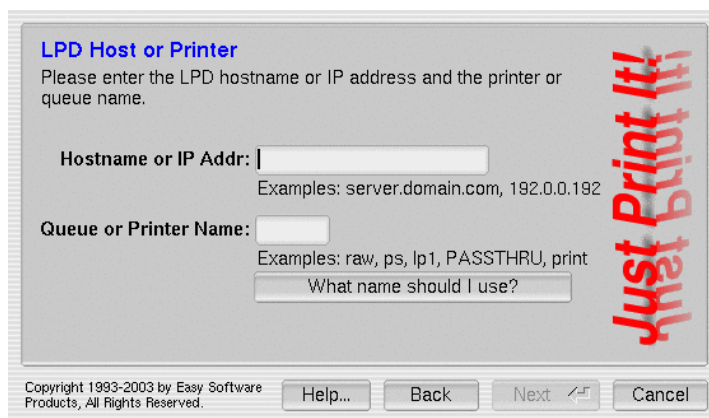 LPD Host or Printer
Please enter the LPD hostname or IP address and the printer or
queue name.
Hostname or IP Addr:
Examples: server.domain.com, 192.0.0.192
Queue or Printer Name:
Examples: raw, ps, lp1, PASSTHRU, print
What name should I use?
Just Print It!
Just Print It!
Copyright 1993-2003 by Easy Software
Products, All Rights Reserved.
Help...
Back
Next
Cancel